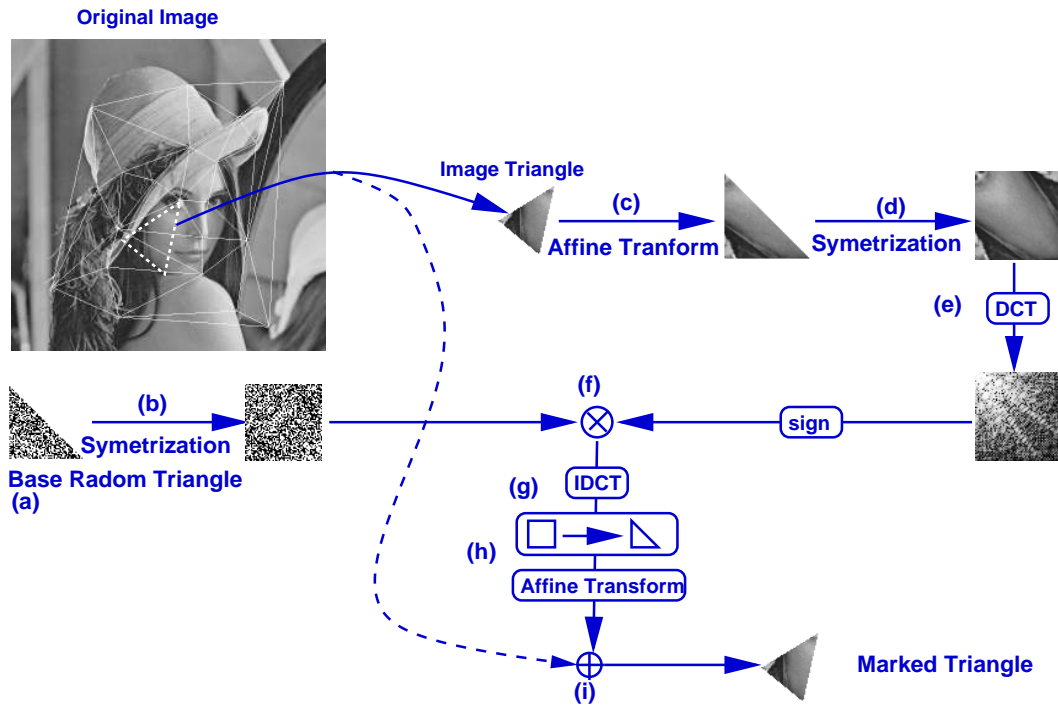 Original Image
Image Triangle
(c)
Affine Tranform
(d)
Symetrization
(e)
DCT
(b)
Symetrization
Base Radom Triangle
(a)
(f)
sign
(g)
IDCT
(h)
Affine Transform
(i)
Marked Triangle